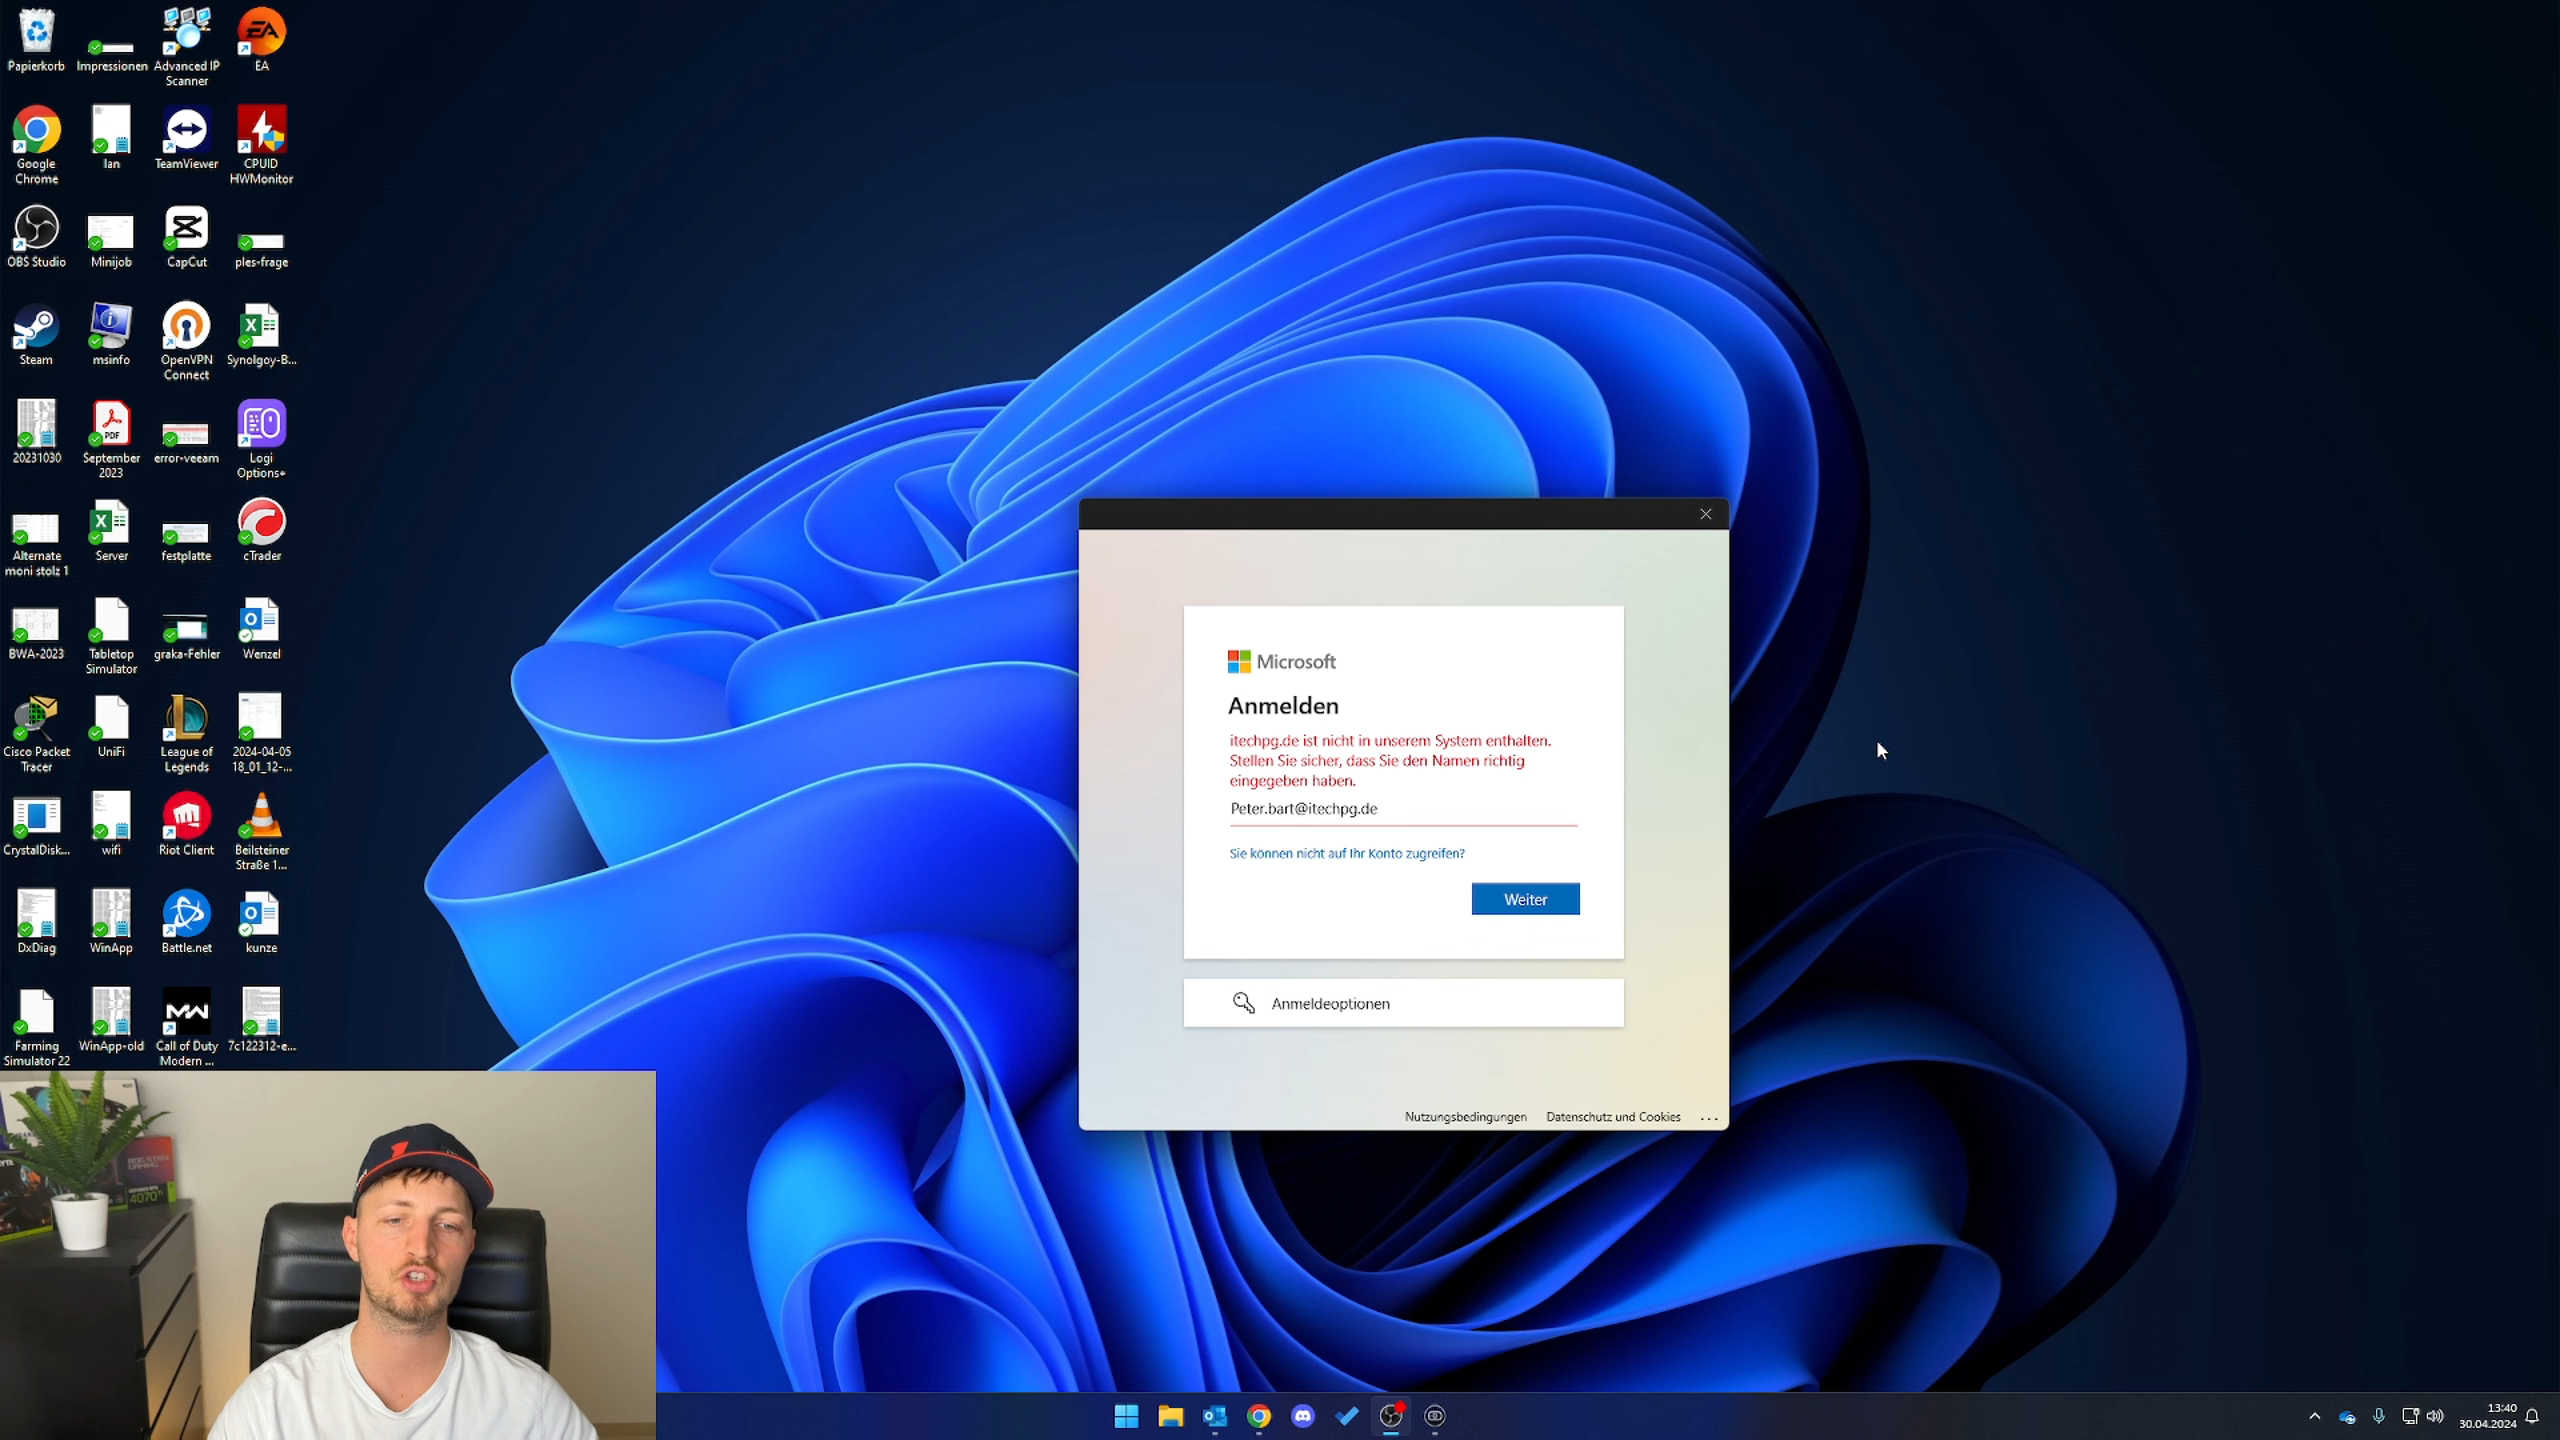 Papierkorb
Impressionen
Advanced IP
Scanner
EA
Google
Chrome
Ian
TeamViewer
CPUID
HWMonitor
OBS Studio
Minijob
CapCut
ples-frage
Steam
msinfo
OpenVPN
Connect
Synolgoy-B...
20231030
PDF
September
2023
error-veeam
Logi
Options+
Alternate
moni stolz 1
Server
festplatte
cTrader
BWA-2023
Tabletop
Simulator
graka-Fehler
Wenzel
Cisco Packet
Tracer
UniFi
League of
Legends
2024-04-05
18_01_12-...
CrystalDisk...
wifi
Riot Client
Beilsteiner
Straße 1...
DxDiag
WinApp
Battle.net
kunze
Farming
Simulator 22
WinApp-old
Call of Duty
Modern ...
7c122312-e...
Microsoft
Anmelden
itechpg.de ist nicht in unserem System enthalten.
Stellen Sie sicher, dass Sie den Namen richtig
eingegeben haben.
Peter.bart@itechpg.de
Sie können nicht auf Ihr Konto zugreifen?
Weiter
Anmeldeoptionen
Nutzungsbedingungen
Datenschutz und Cookies
...
4070 Ti
13:40
30.04.2024